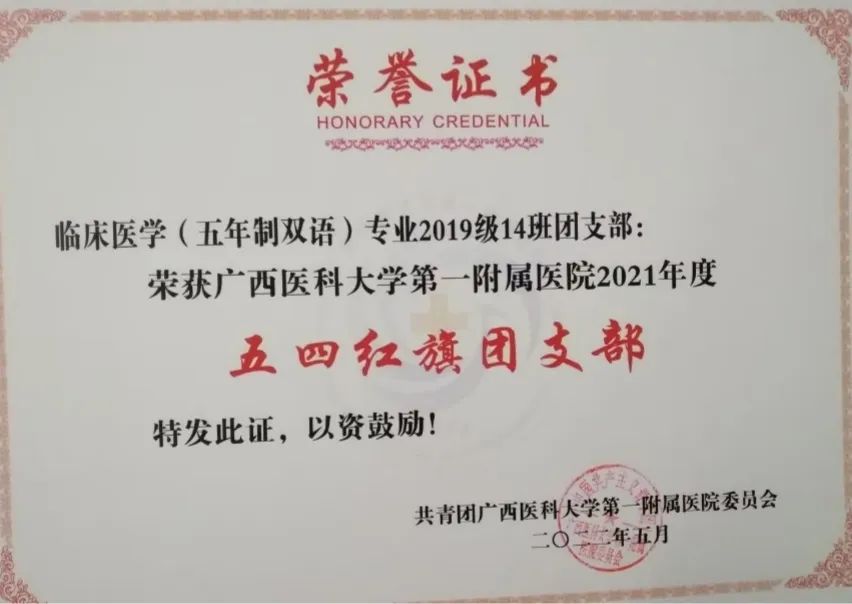 荣誉证书
HONORARY CREDENTIAL
临床医学（五年制双语）专业2019级14班团支部：
荣获广西医科大学第一附属医院2021年度
五四红旗团支部
特发此证，以资鼓励！
共青团广西医科大学第一附属医院委员会
二〇二二年五月